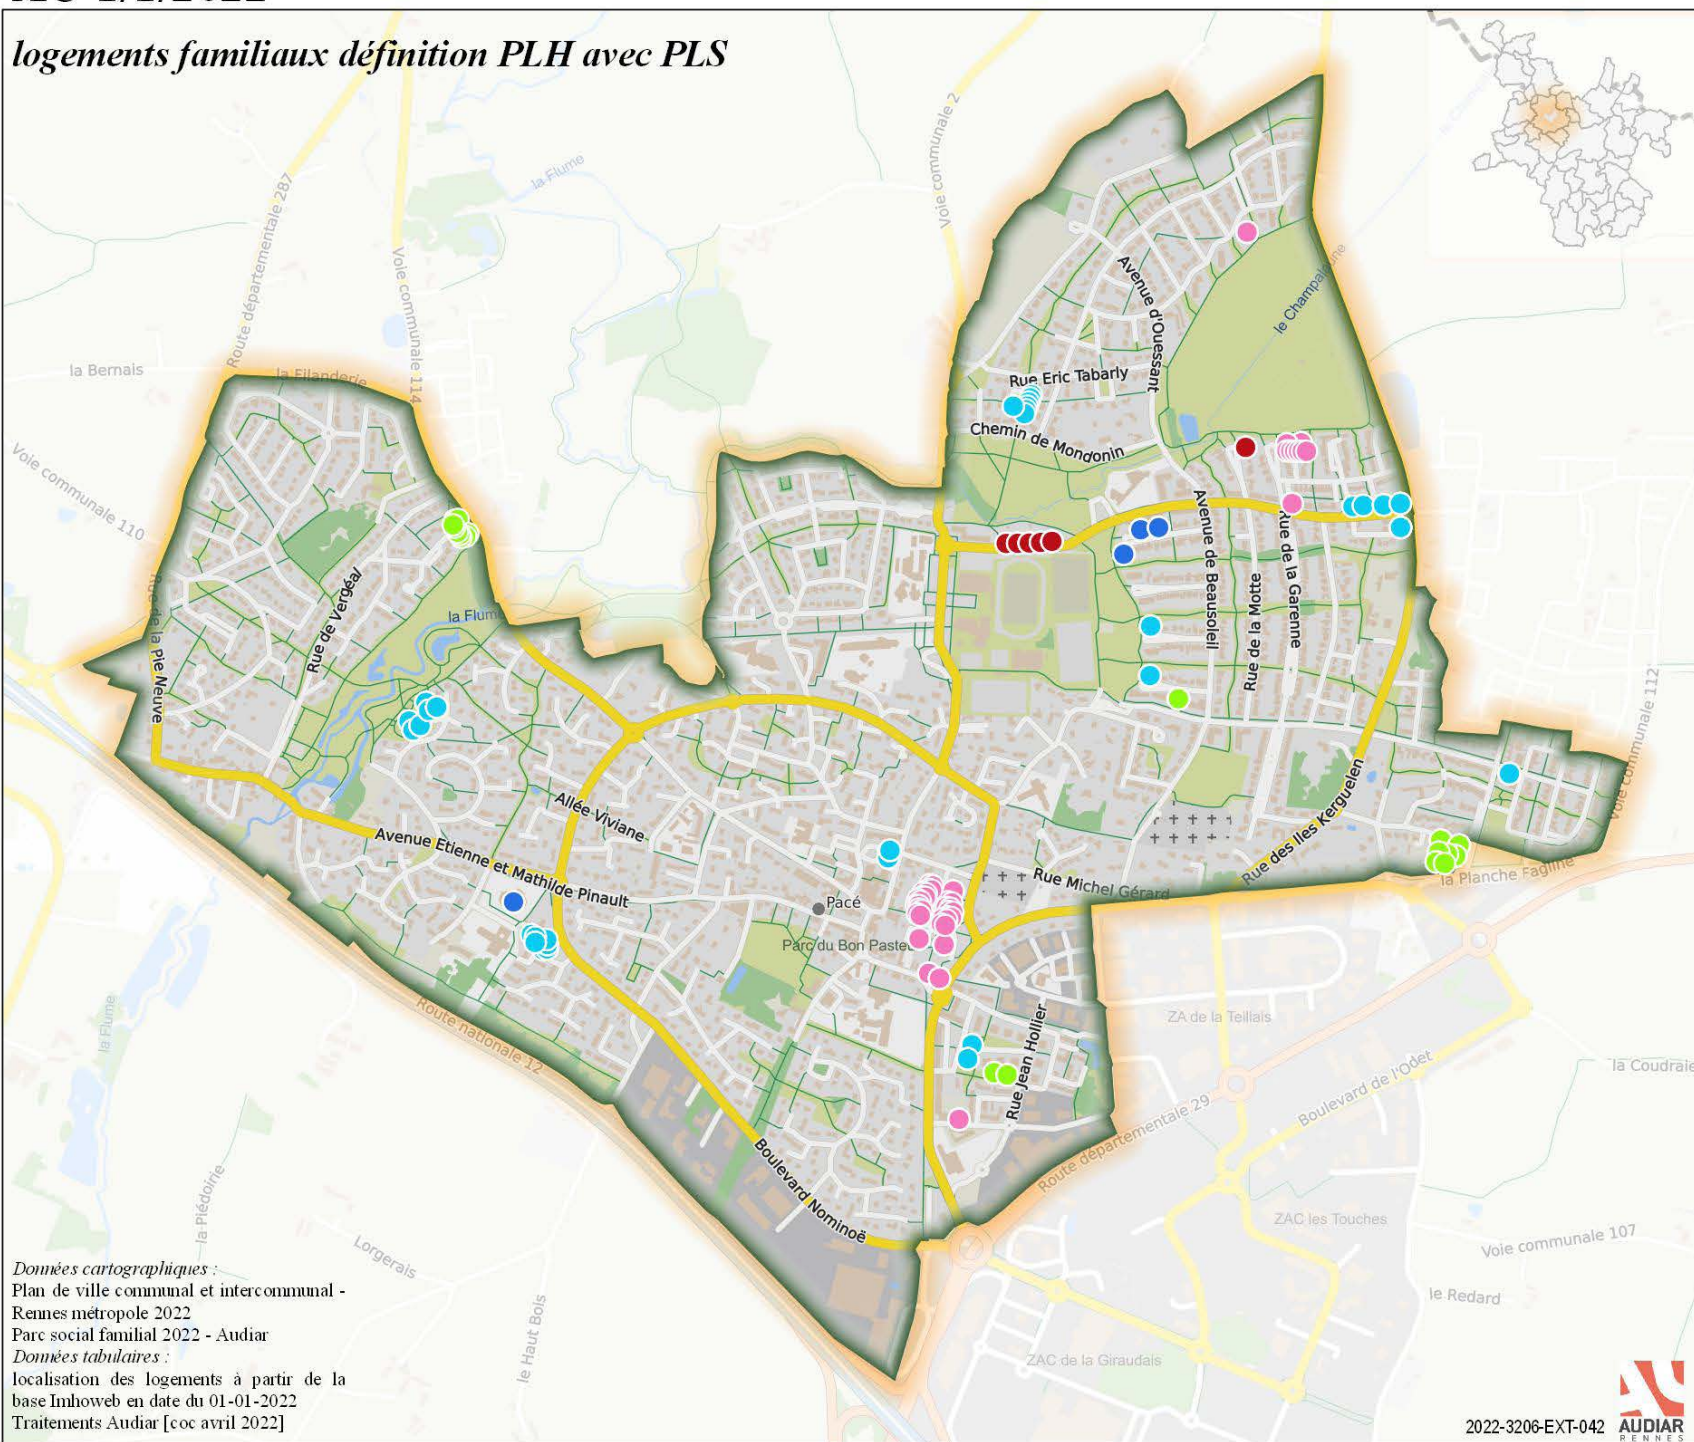 logements familiaux définition PLH avec PLS
la Flume
Voie communale 2
Route départementale 287
Voie communale 114
la Bernais
la Filanderie
Voie communale 110
Avenue d'Ouessant
Rue Eric Tabarly
Chemin de Mondonin
Avenue de Beausoleil
Rue de la Motte
Rue de la Garenne
Rue de Vergéal
la Flume
Rue de la Pie Neuve
Voie communale 112
Allée Viviane
Avenue Etienne et Mathilde Pinault
Rue des Iles Kerguelen
Rue Michel Gérard
la Planche Fagline
Pacé
Parc du Bon Pasteu
la Flume
Route nationale 12
ZA de la Teillais
Rue Jean Hollier
Boulevard de l'Odet
la Coudraie
Route départementale 29
Boulevard Nominoë
la Piédoirie
Lorgerais
ZAC les Touches
Voie communale 107
le Haut Bois
le Redard
ZAC de la Giraudais
Données cartographiques :
Plan de ville communal et intercommunal -
Rennes métropole 2022
Parc social familial 2022 - Audiar
Données tabulaires :
localisation des logements à partir de la
base Imhoweb en date du 01-01-2022
Traitements Audiar [coc avril 2022]
2022-3206-EXT-042
AUDIAR
RENNES